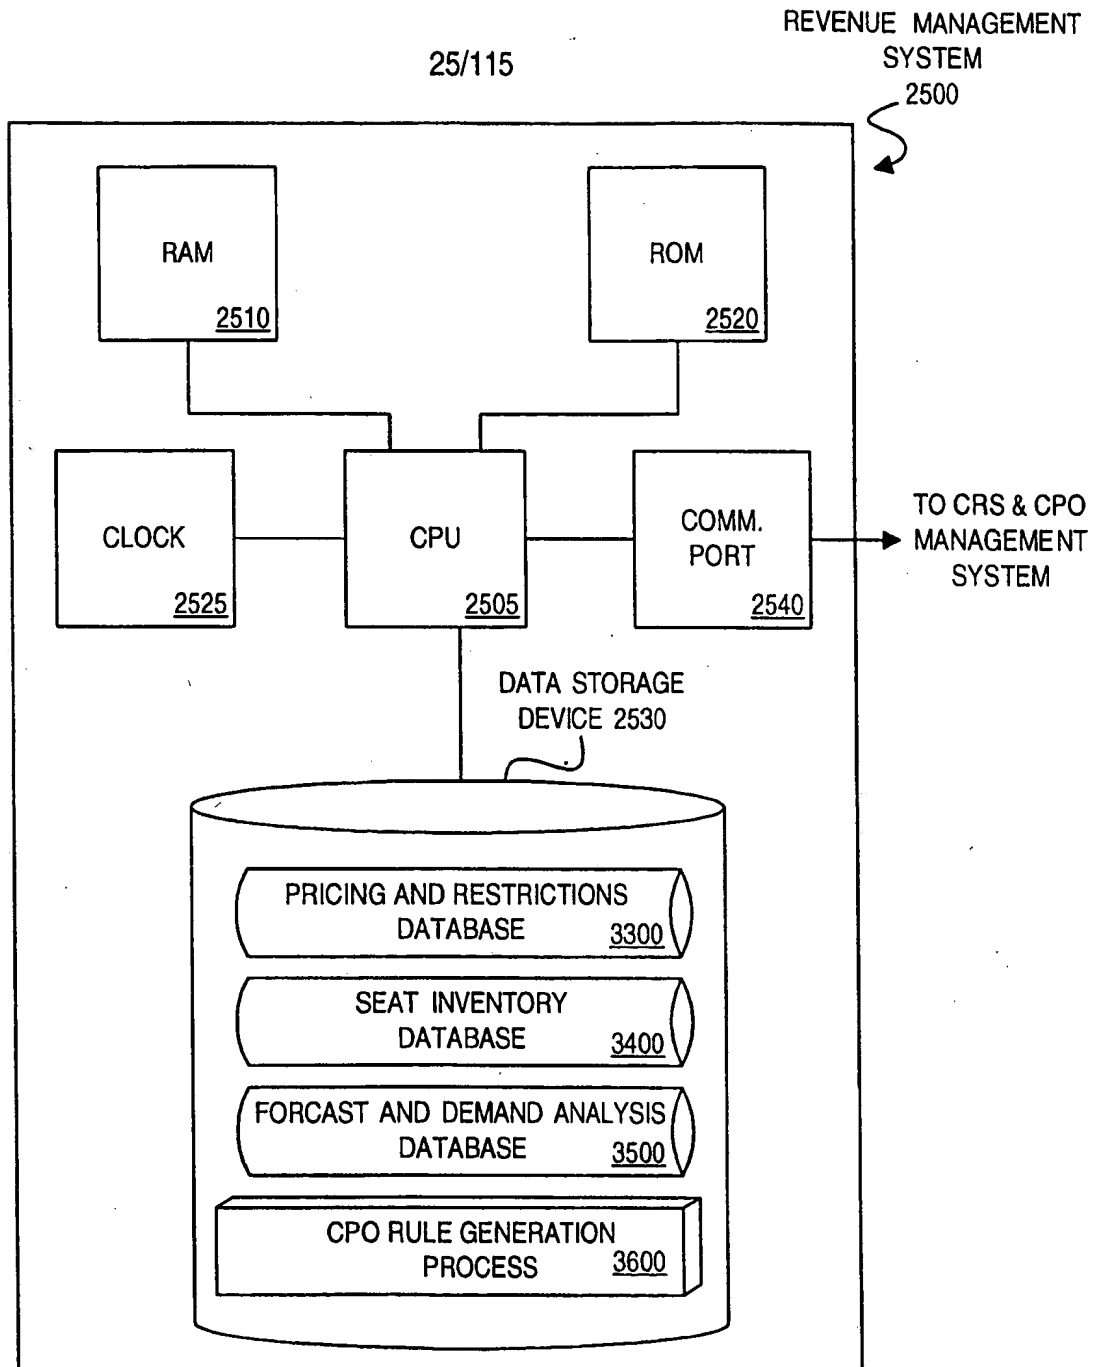 REVENUE MANAGEMENT
SYSTEM
2500
25/115
RAM
2510
ROM
2520
CLOCK
2525
CPU
2505
COMM.
PORT
2540
TO CRS & CPO
MANAGEMENT
SYSTEM
DATA STORAGE
DEVICE 2530
PRICING AND RESTRICTIONS
DATABASE 3300
SEAT INVENTORY
DATABASE 3400
FORCAST AND DEMAND ANALYSIS
DATABASE 3500
CPO RULE GENERATION
PROCESS 3600